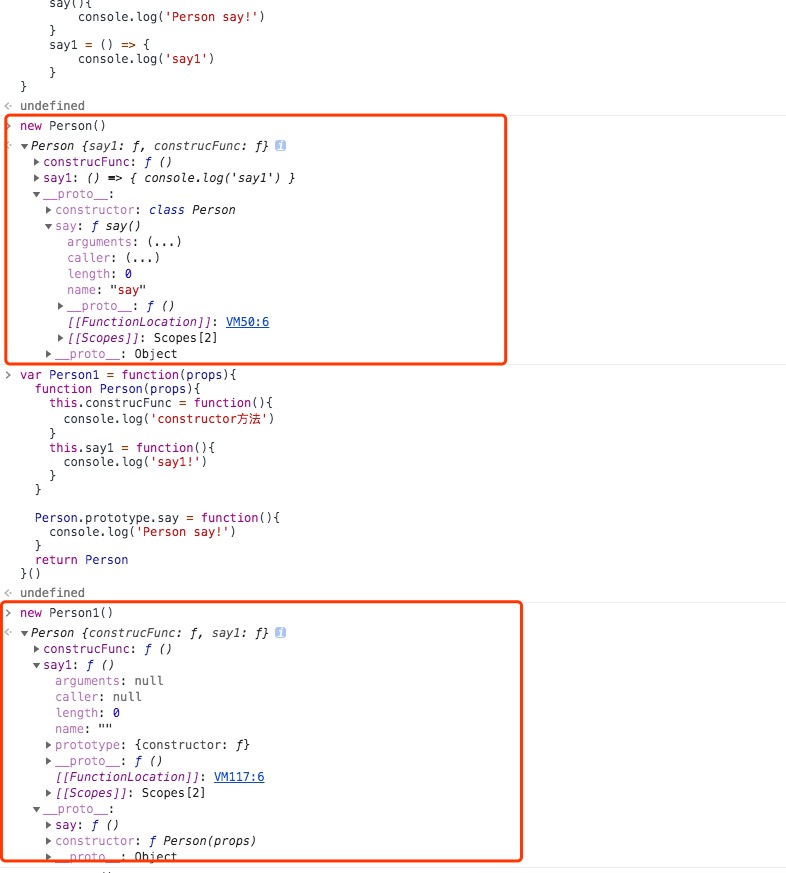 say(){
console.log('Person say!')
}
say1 = () => {
console.log('say1')
}
}
undefined
new Person()
Person {say1: ƒ, construcFunc: ƒ}
construcFunc: ƒ ()
say1: () => { console.log('say1') }
__proto__:
constructor: class Person
say: ƒ say()
arguments: (...)
caller: (...)
length: 0
name: "say"
__proto__: ƒ ()
[[FunctionLocation]]: VM50:6
[[Scopes]]: Scopes[2]
__proto__: Object
var Person1 = function(props){
function Person(props){
this.construcFunc = function(){
console.log('constructor方法')
}
this.say1 = function(){
console.log('say1!')
}
}
Person.prototype.say = function(){
console.log('Person say!')
}
return Person
}()
undefined
new Person1()
Person {construcFunc: ƒ, say1: ƒ}
construcFunc: ƒ ()
say1: ƒ ()
arguments: null
caller: null
length: 0
name: ""
prototype: {constructor: ƒ}
__proto__: ƒ ()
[[FunctionLocation]]: VM117:6
[[Scopes]]: Scopes[2]
__proto__:
say: ƒ ()
constructor: ƒ Person(props)
__proto__: Object